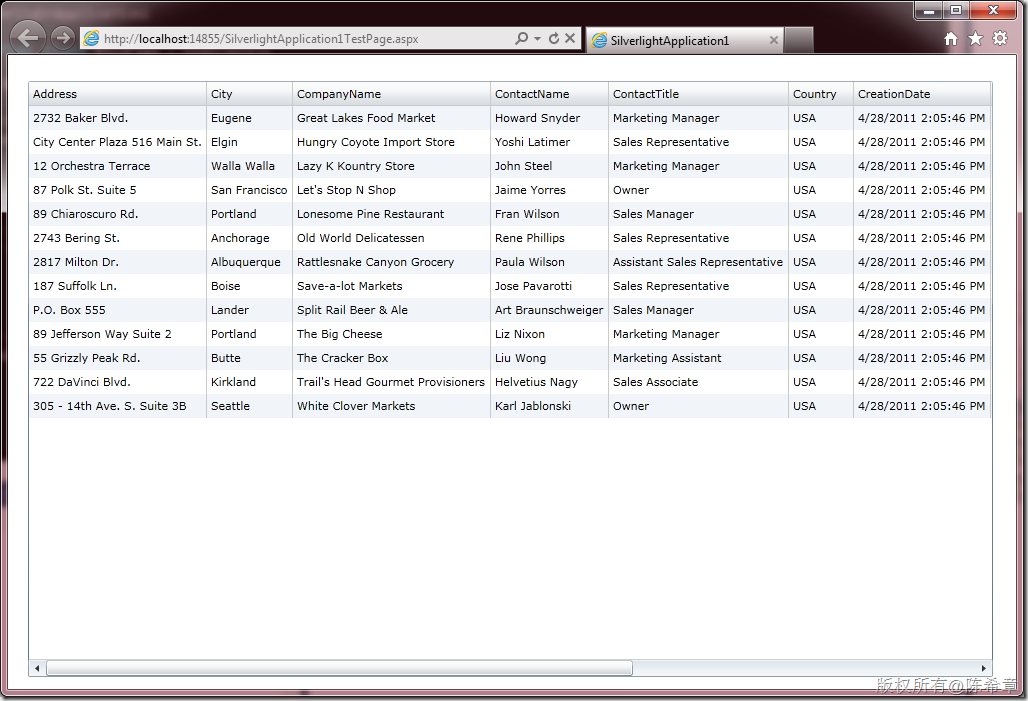 http://localhost:14855/SilverlightApplication1TestPage.aspx SilverlightApplication1
Address City CompanyName ContactName ContactTitle Country CreationDate
2732 Baker Blvd. Eugene Great Lakes Food Market Howard Snyder Marketing Manager USA 4/28/2011 2:05:46 PM
City Center Plaza 516 Main St. Elgin Hungry Coyote Import Store Yoshi Latimer Sales Representative USA 4/28/2011 2:05:46 PM
12 Orchestra Terrace Walla Walla Lazy K Kountry Store John Steel Marketing Manager USA 4/28/2011 2:05:46 PM
87 Polk St. Suite 5 San Francisco Let's Stop N Shop Jaime Yorres Owner USA 4/28/2011 2:05:46 PM
89 Chiaroscuro Rd. Portland Lonesome Pine Restaurant Fran Wilson Sales Manager USA 4/28/2011 2:05:46 PM
2743 Bering St. Anchorage Old World Delicatessen Rene Phillips Sales Representative USA 4/28/2011 2:05:46 PM
2817 Milton Dr. Albuquerque Rattlesnake Canyon Grocery Paula Wilson Assistant Sales Representative USA 4/28/2011 2:05:46 PM
187 Suffolk Ln. Boise Save-a-lot Markets Jose Pavarotti Sales Representative USA 4/28/2011 2:05:46 PM
P.O. Box 555 Lander Split Rail Beer & Ale Art Braunschweiger Sales Manager USA 4/28/2011 2:05:46 PM
89 Jefferson Way Suite 2 Portland The Big Cheese Liz Nixon Marketing Manager USA 4/28/2011 2:05:46 PM
55 Grizzly Peak Rd. Butte The Cracker Box Liu Wong Marketing Assistant USA 4/28/2011 2:05:46 PM
722 DaVinci Blvd. Kirkland Trail's Head Gourmet Provisioners Helvetius Nagy Sales Associate USA 4/28/2011 2:05:46 PM
305 - 14th Ave. S. Suite 3B Seattle White Clover Markets Karl Jablonski Owner USA 4/28/2011 2:05:46 PM
版权所有@陈希章